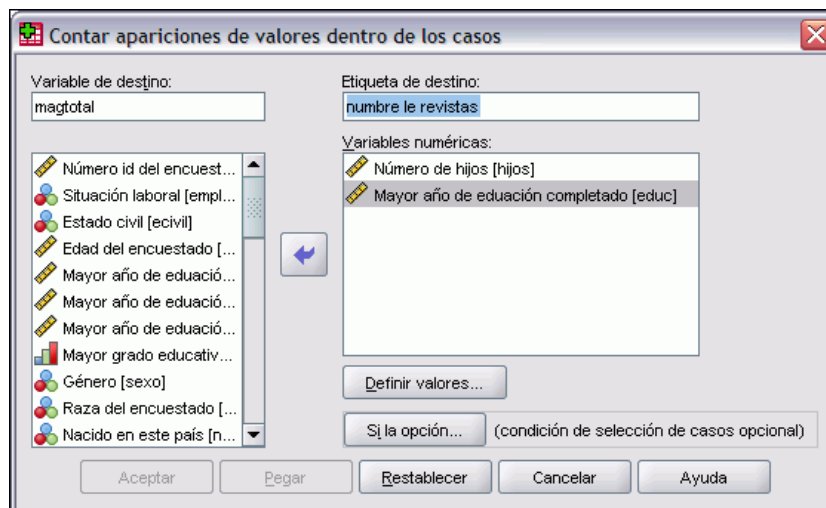 Contar apariciones de valores dentro de los casos
Variable de destino:
magtotal
Etiqueta de destino:
numbre le revistas
Variables numéricas:
Número de hijos [hijos]
Mayor año de eduación completado [educ]
Número id del encuest...
Situación laboral [empl...
Estado civil [ecivil]
Edad del encuestado [...
Mayor año de eduació...
Mayor año de eduació...
Mayor año de eduació...
Mayor grado educativ...
Género [sexo]
Raza del encuestado [...
Nacido en este país [n...
Definir valores...
Si la opción...
(condición de selección de casos opcional)
Aceptar
Pegar
Restablecer
Cancelar
Ayuda